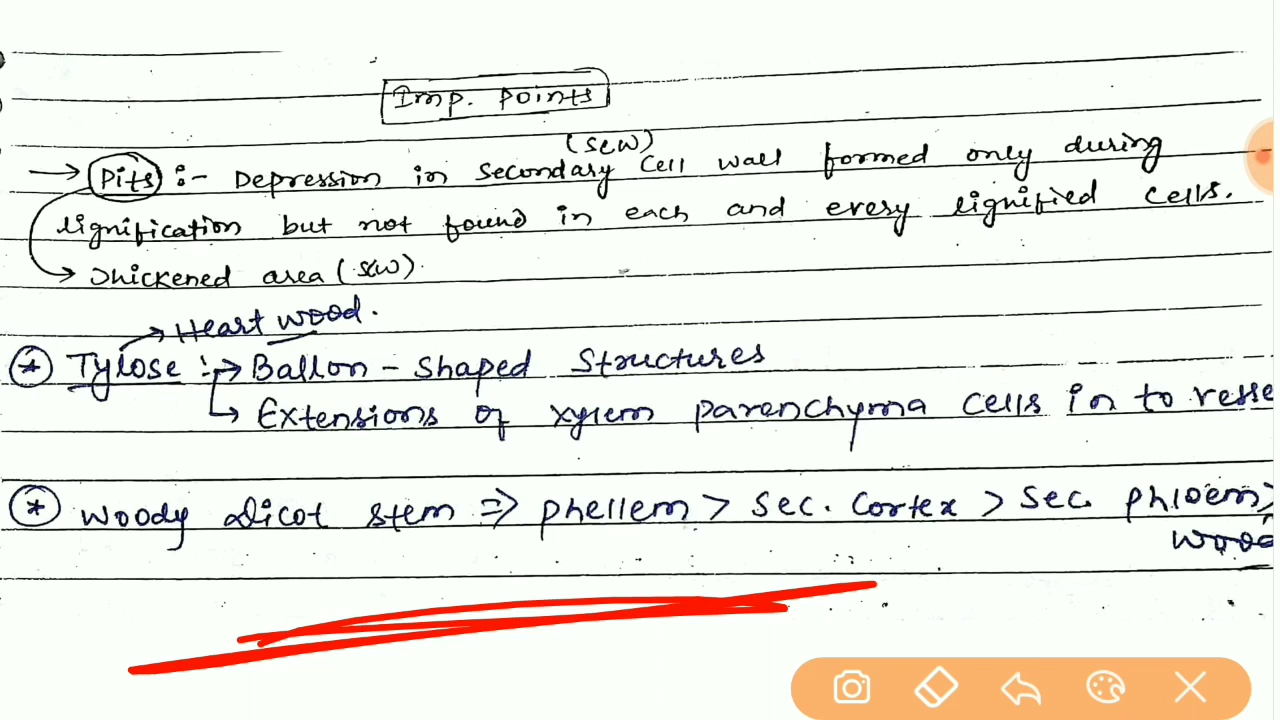 Imp. Points
(SCW)
→ Pits :- Depression in secondary cell wall formed only during
lignification but not found in each and every lignified cells.
→ Thickened area (SCW).
→ Heart wood.
* Tylose :→ Ballon - shaped structures
→ Extensions of xylem parenchyma cells in to vesse
* Woody dicot stem ⇒ phellem > sec. cortex > sec. phloem >
wood